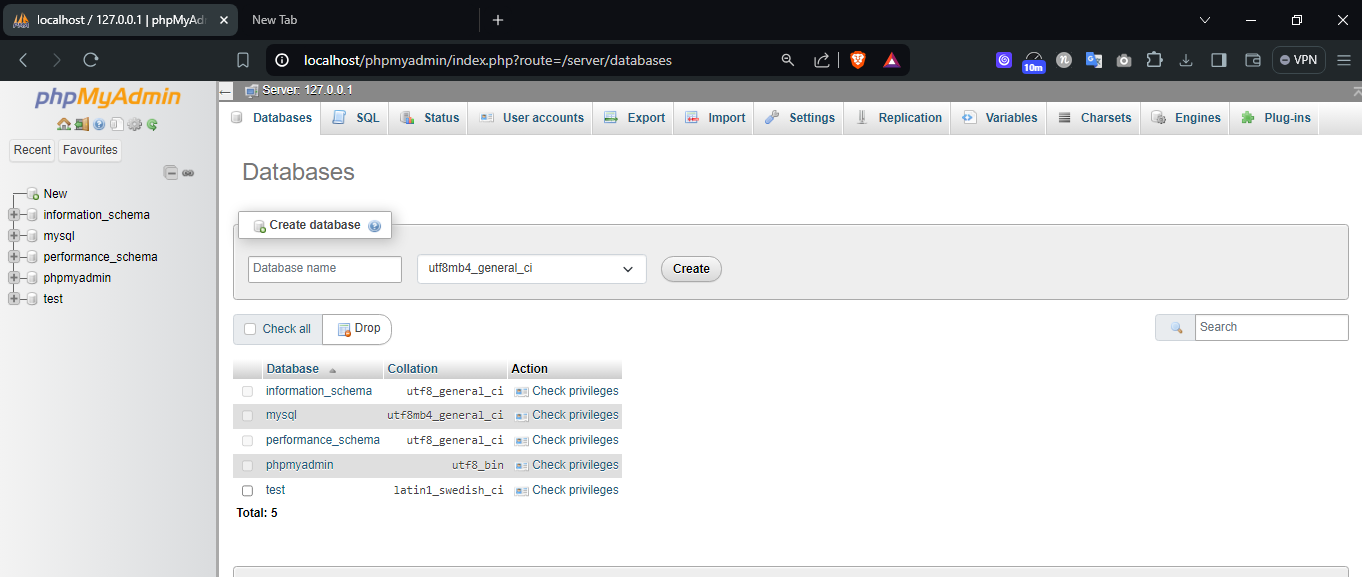 localhost / 127.0.0.1 | phpMyAd
New Tab
localhost/phpmyadmin/index.php?route=/server/databases
10m
VPN
phpMyAdmin
Recent
Favourites
New
information_schema
mysql
performance_schema
phpmyadmin
test
Server: 127.0.0.1
Databases
SQL
Status
User accounts
Export
Import
Settings
Replication
Variables
Charsets
Engines
Plug-ins
Databases
Create database
Database name
utf8mb4_general_ci
Create
Check all
Drop
Search
Database Collation Action
information_schema utf8_general_ci Check privileges
mysql utf8mb4_general_ci Check privileges
performance_schema utf8_general_ci Check privileges
phpmyadmin utf8_bin Check privileges
test latin1_swedish_ci Check privileges
Total: 5